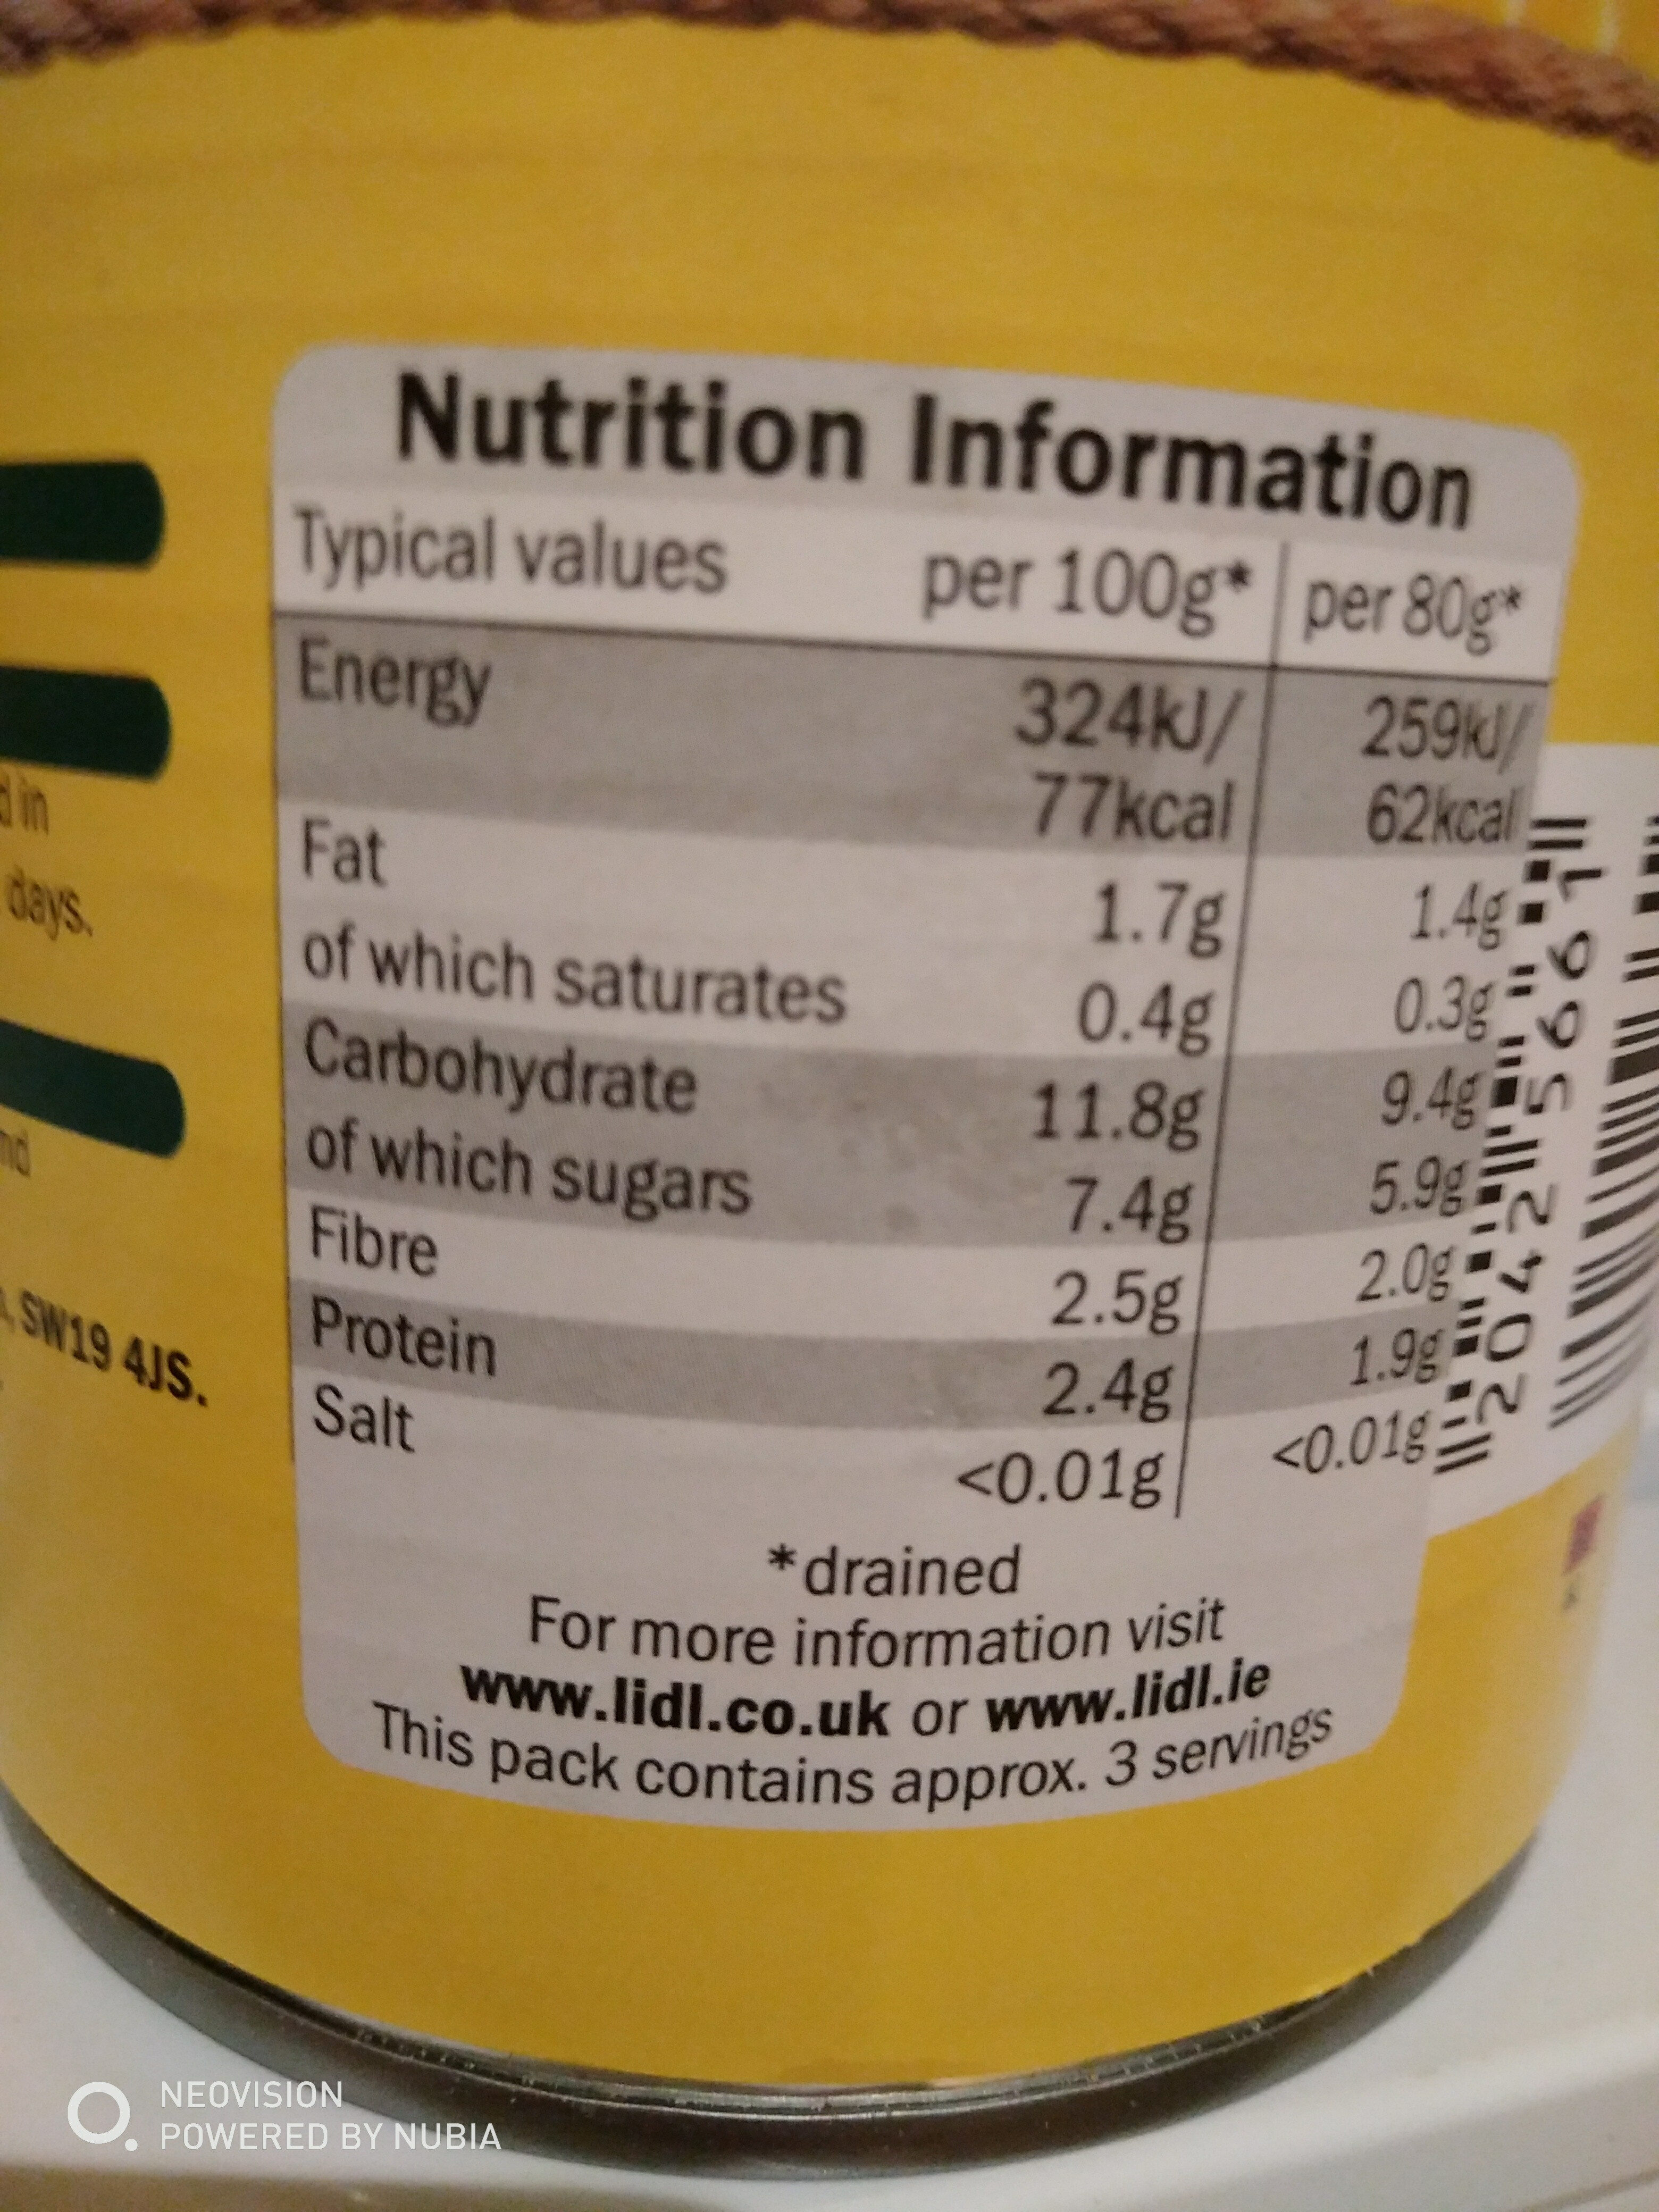 Nutrition Information
Typical values per 100g* per 80g*
Energy 324kJ/ 259kJ/
77kcal 62kcal
Fat 1.7g 1.4g
of which saturates 0.4g 0.3g
Carbohydrate 11.8g 9.4g
of which sugars 7.4g 5.9g
Fibre 2.5g 2.0g
Protein 2.4g 1.9g
Salt <0.01g <0.01g
*drained
For more information visit
www.lidl.co.uk or www.lidl.ie
This pack contains approx. 3 servings
in
days.
SW19 4JS.
20425661
NEOVISION
POWERED BY NUBIA